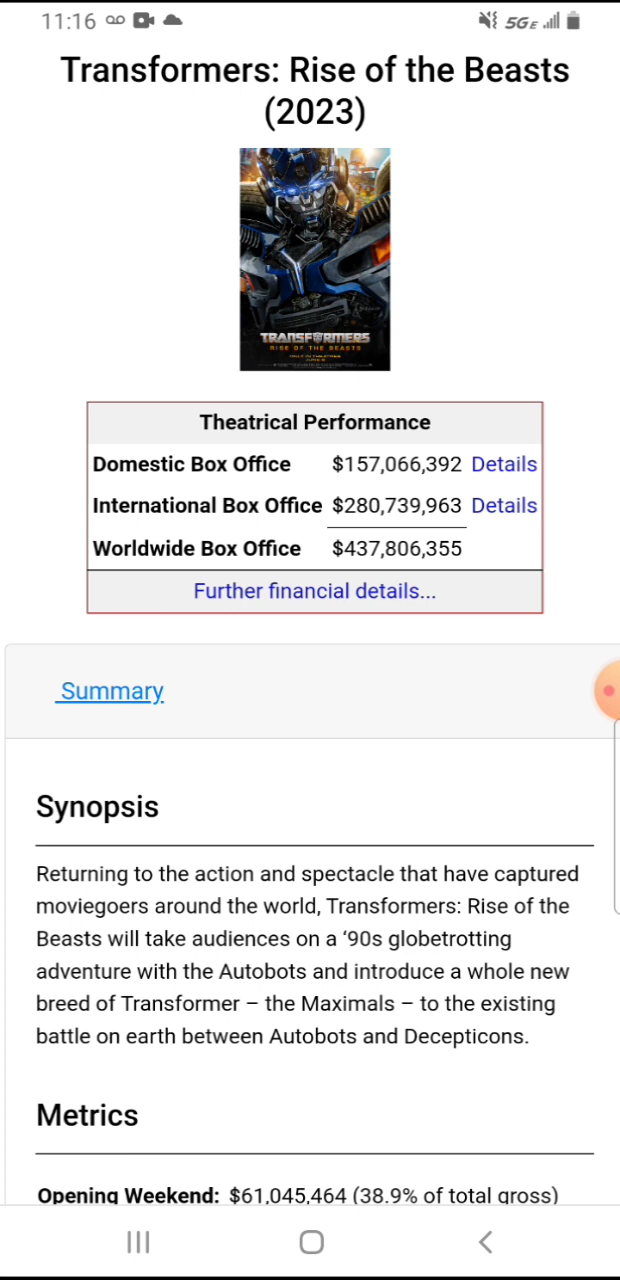 11:16
5GE
Transformers: Rise of the Beasts
(2023)
TRANSFORMERS
RISE OF THE BEASTS
Theatrical Performance
Domestic Box Office $157,066,392 Details
International Box Office $280,739,963 Details
Worldwide Box Office $437,806,355
Further financial details...
Summary
Synopsis
Returning to the action and spectacle that have captured
moviegoers around the world, Transformers: Rise of the
Beasts will take audiences on a ‘90s globetrotting
adventure with the Autobots and introduce a whole new
breed of Transformer – the Maximals – to the existing
battle on earth between Autobots and Decepticons.
Metrics
Opening Weekend: $61,045,464 (38.9% of total gross)